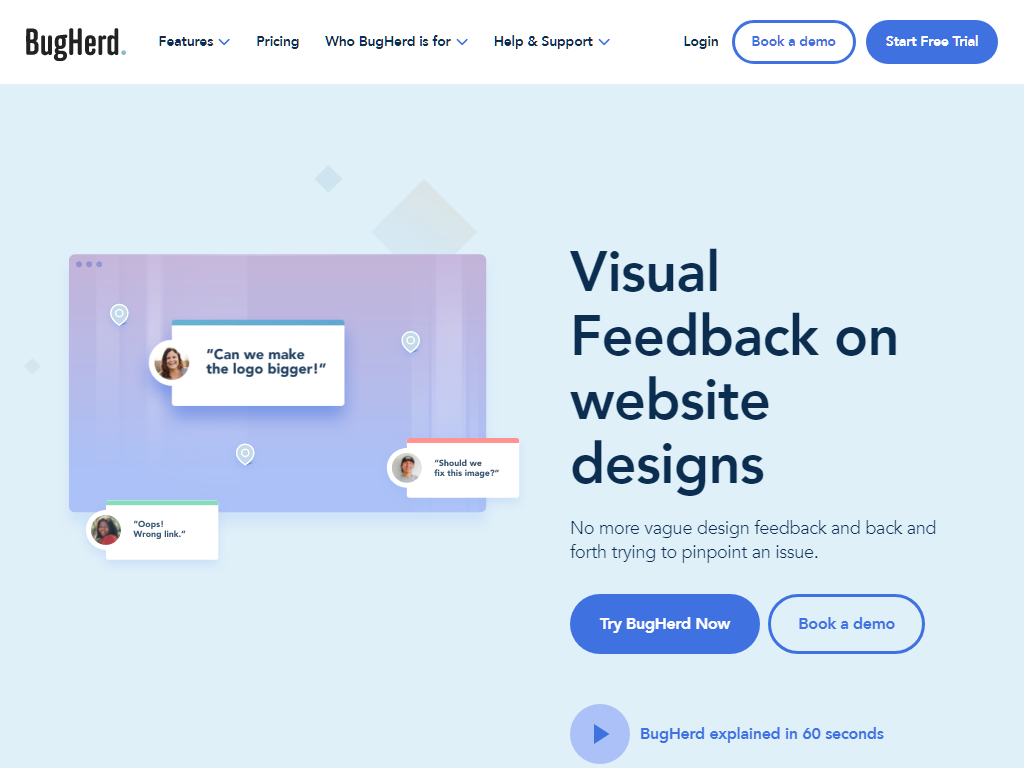 BugHerd.
Features
Pricing
Who BugHerd is for
Help & Support
Login
Book a demo
Start Free Trial
"Can we make
the logo bigger!"
"Should we
fix this image?"
"Oops!
Wrong link."
Visual
Feedback on
website
designs
No more vague design feedback and back and
forth trying to pinpoint an issue.
Try BugHerd Now
Book a demo
BugHerd explained in 60 seconds